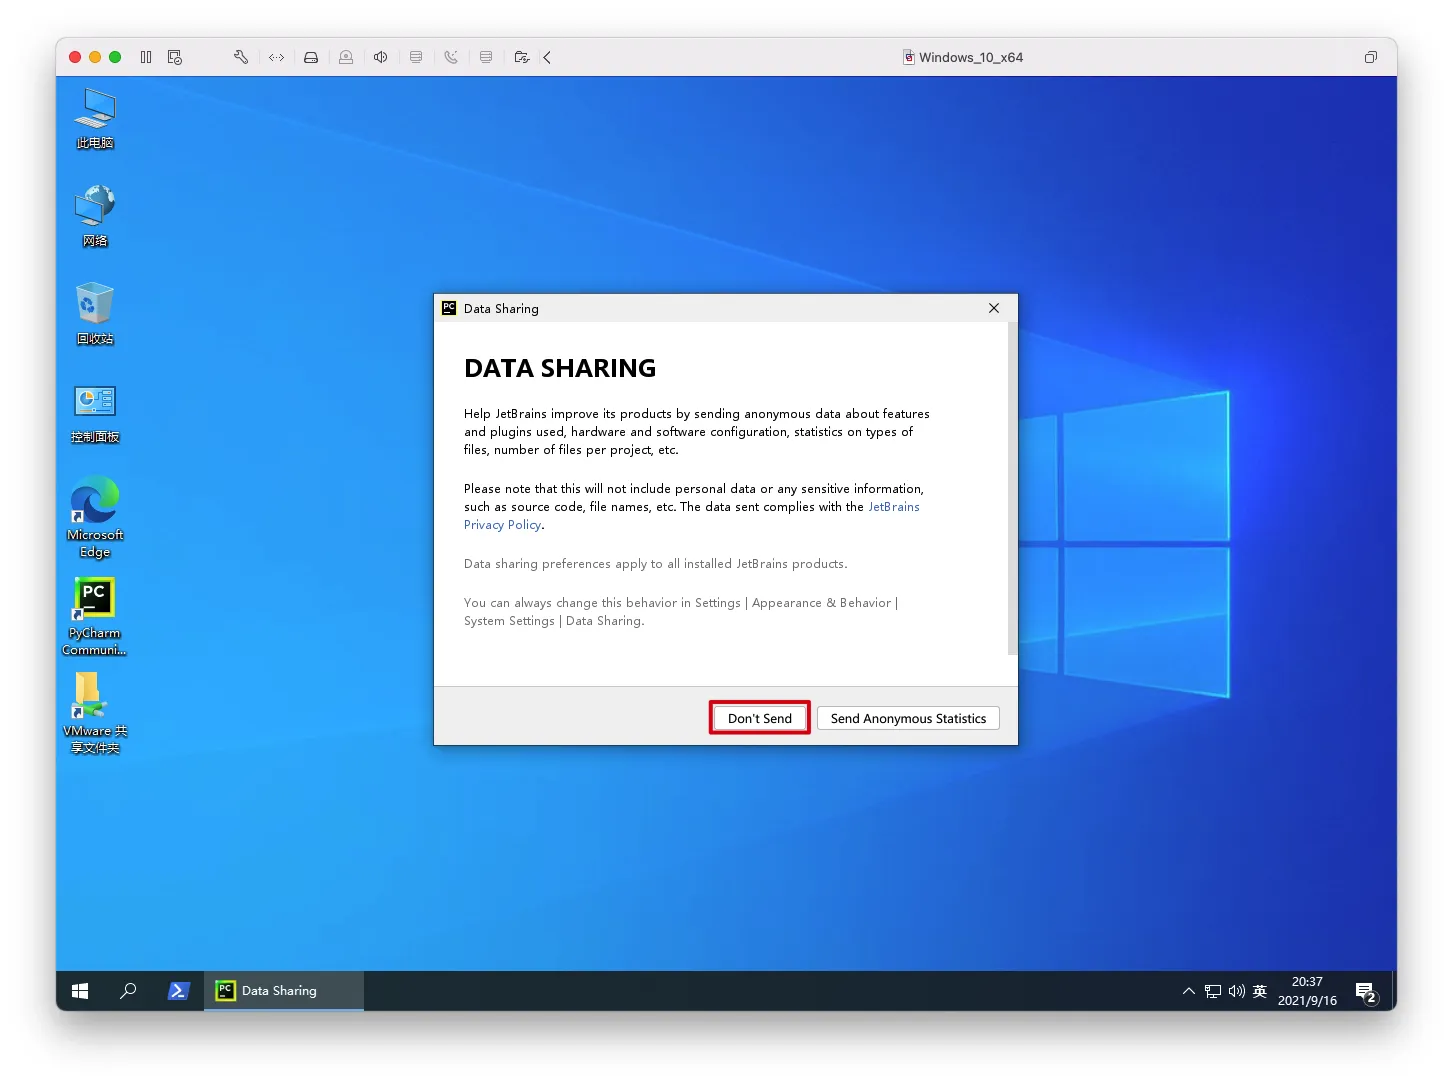 Windows_10_x64
此电脑
网络
回收站
控制面板
Microsoft
Edge
PC
PyCharm
Communi...
VMware 共
享文件夹
PC Data Sharing
DATA SHARING
Help JetBrains improve its products by sending anonymous data about features
and plugins used, hardware and software configuration, statistics on types of
files, number of files per project, etc.
Please note that this will not include personal data or any sensitive information,
such as source code, file names, etc. The data sent complies with the JetBrains
Privacy Policy.
Data sharing preferences apply to all installed JetBrains products.
You can always change this behavior in Settings | Appearance & Behavior |
System Settings | Data Sharing.
Don't Send Send Anonymous Statistics
PC Data Sharing
英
20:37
2021/9/16
2